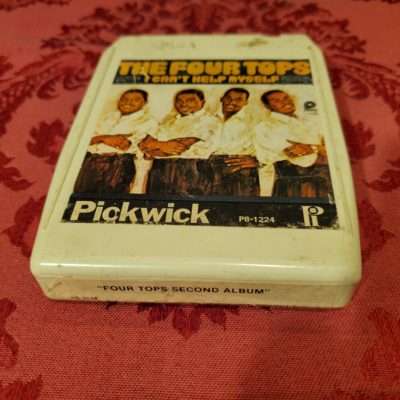 THE FOUR TOPS
I CAN'T HELP MYSELF
Pickwick
P8-1224
"FOUR TOPS SECOND ALBUM"